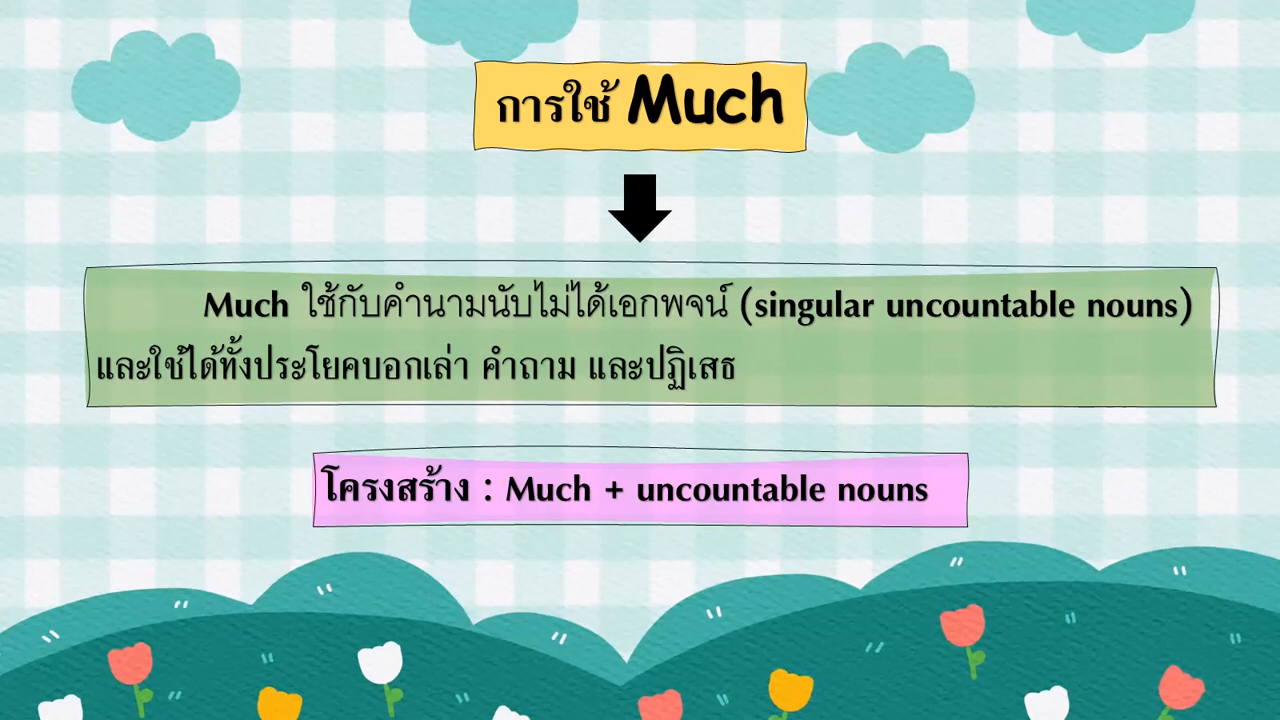 การใช้ Much
Much ใช้กับคำนามนับไม่ได้เอกพจน์ (singular uncountable nouns)
และใช้ได้ทั้งประโยคบอกเล่า คำถาม และปฏิเสธ
โครงสร้าง : Much + uncountable nouns